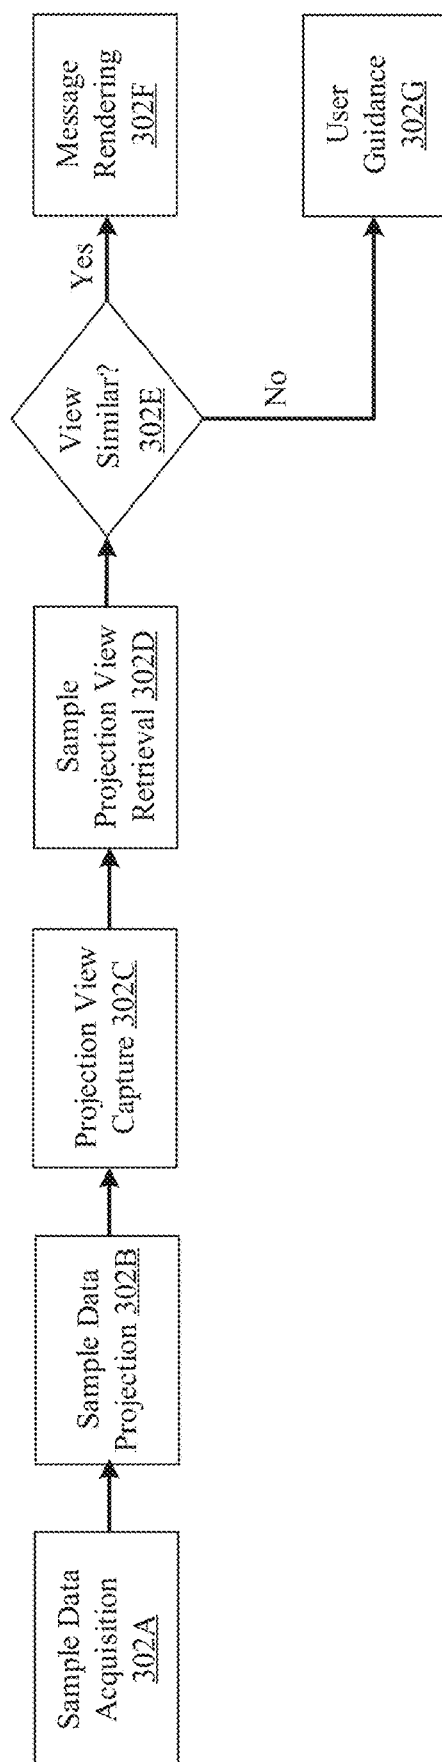 Sample Data
Acquisition
302A
Sample Data
Projection 302B
Projection View
Capture 302C
Sample
Projection View
Retrieval 302D
View
Similar?
302E
Yes
Message
Rendering
302F
No
User
Guidance
302G